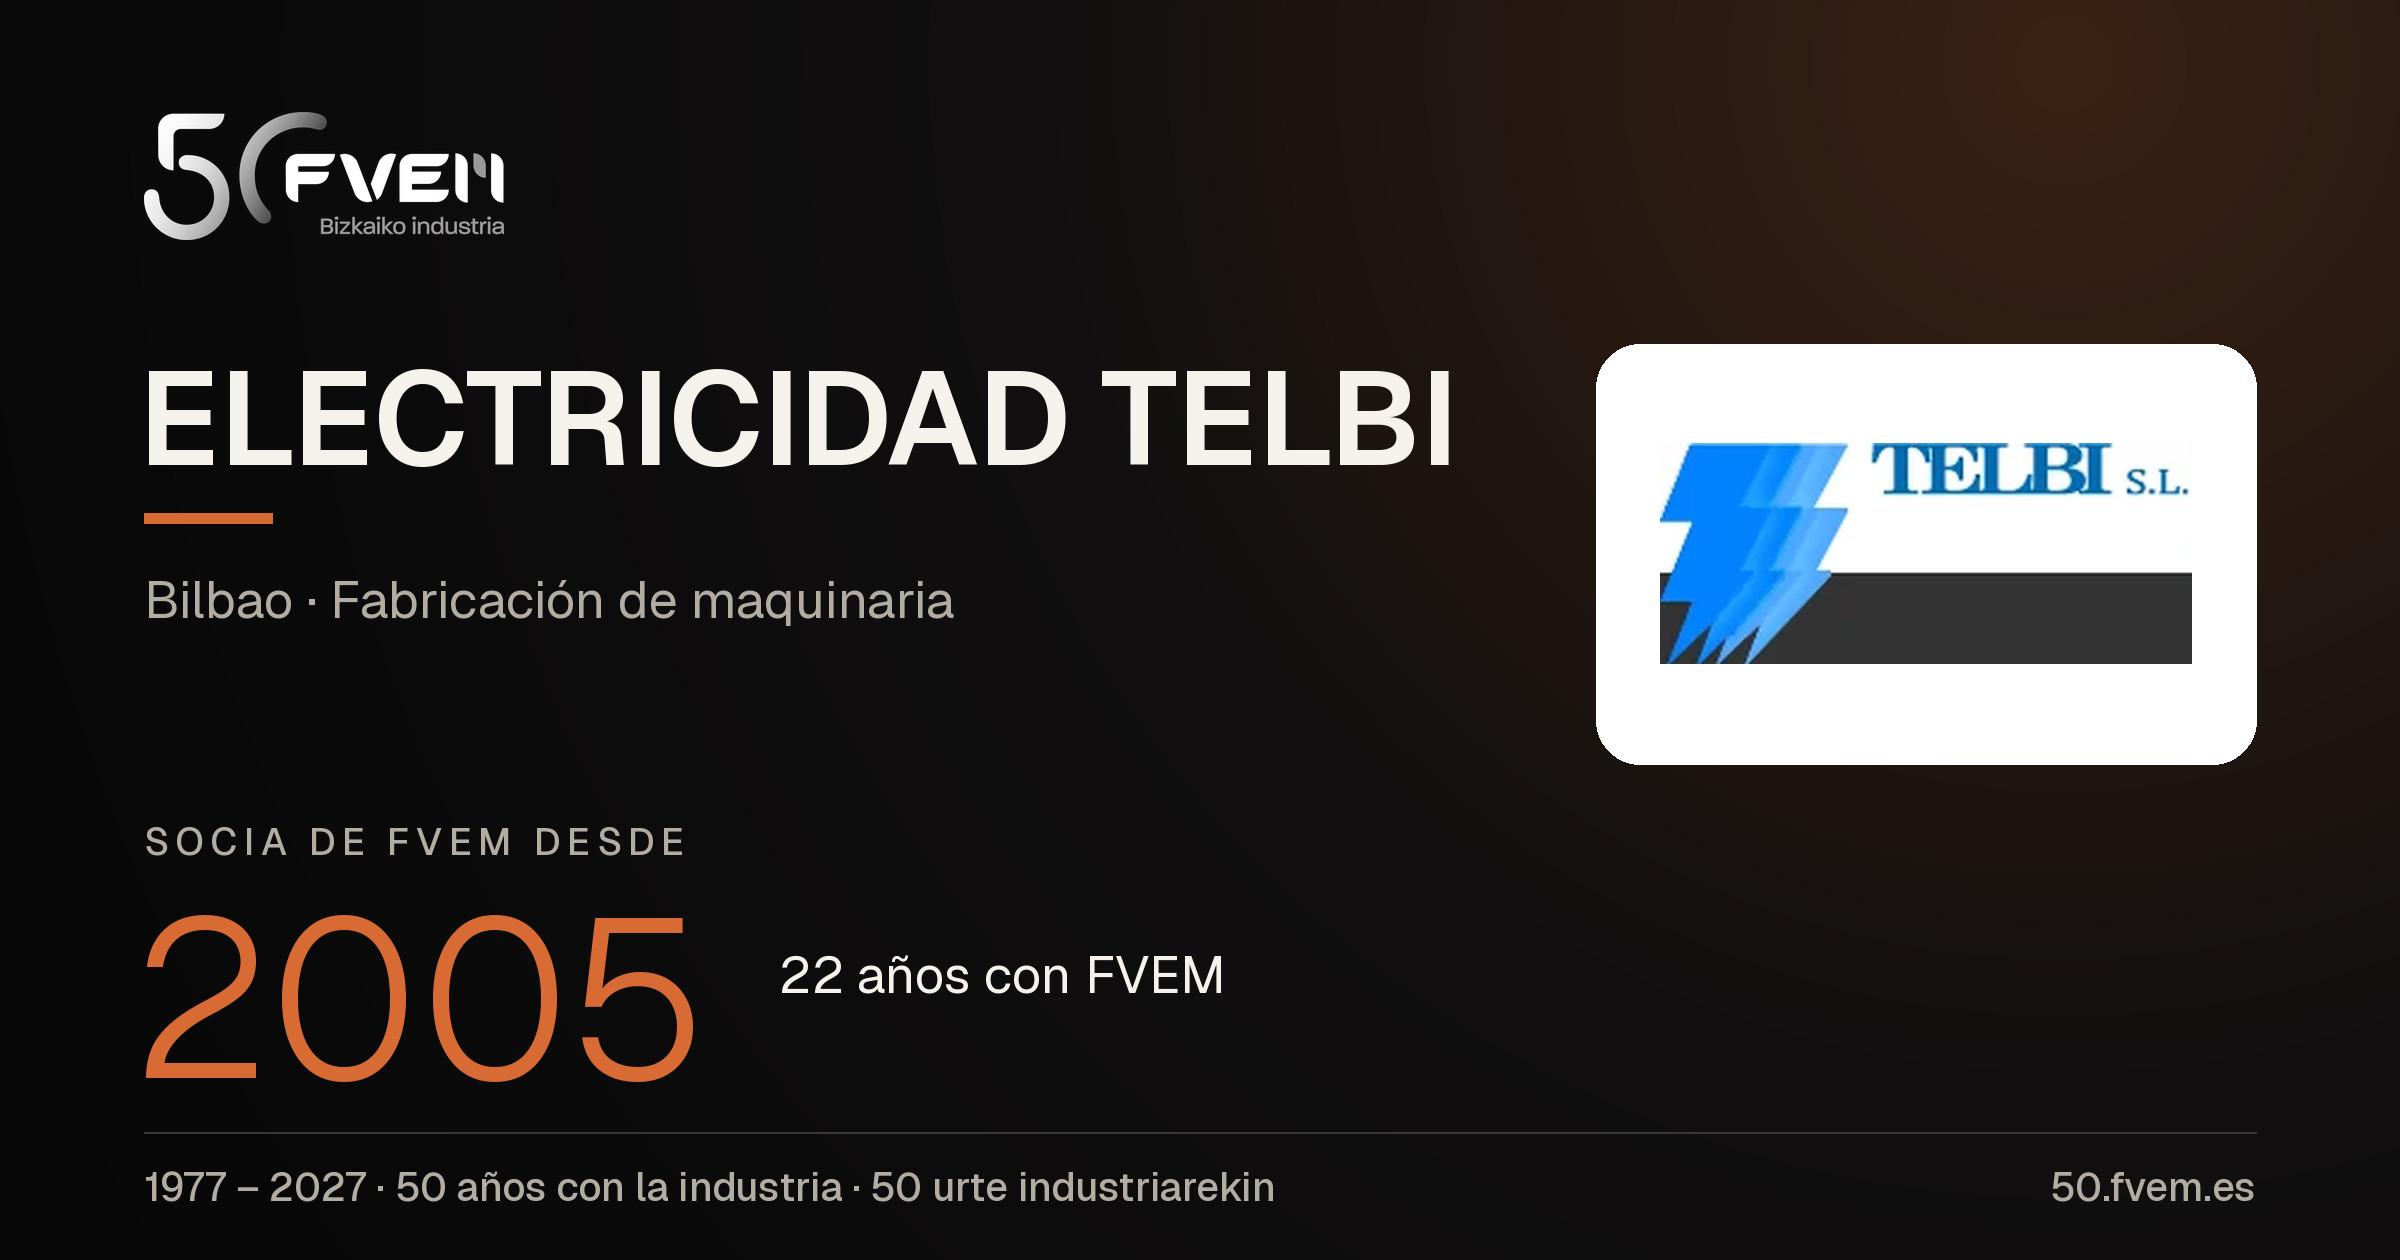 50 FVEM
Bizkaiko industria
ELECTRICIDAD TELBI
TELBI S.L.
Bilbao · Fabricación de maquinaria
SOCIA DE FVEM DESDE
2005
22 años con FVEM
1977 – 2027 · 50 años con la industria · 50 urte industriarekin
50.fvem.es